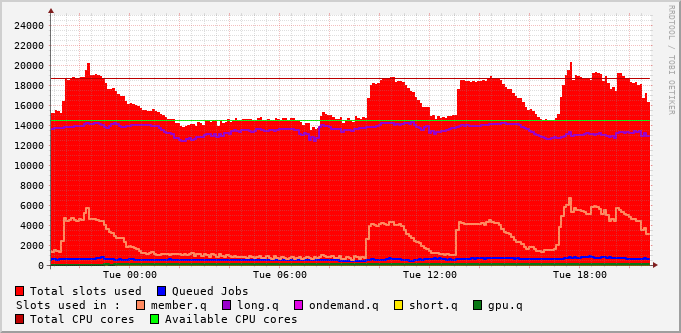 RRDTOOL / TOBI OETIKER
24000
22000
20000
18000
16000
14000
12000
10000
8000
6000
4000
2000
0
Tue 00:00 Tue 06:00 Tue 12:00 Tue 18:00
Total slots used Queued Jobs
Slots used in : member.q long.q ondemand.q short.q gpu.q
Total CPU cores Available CPU cores